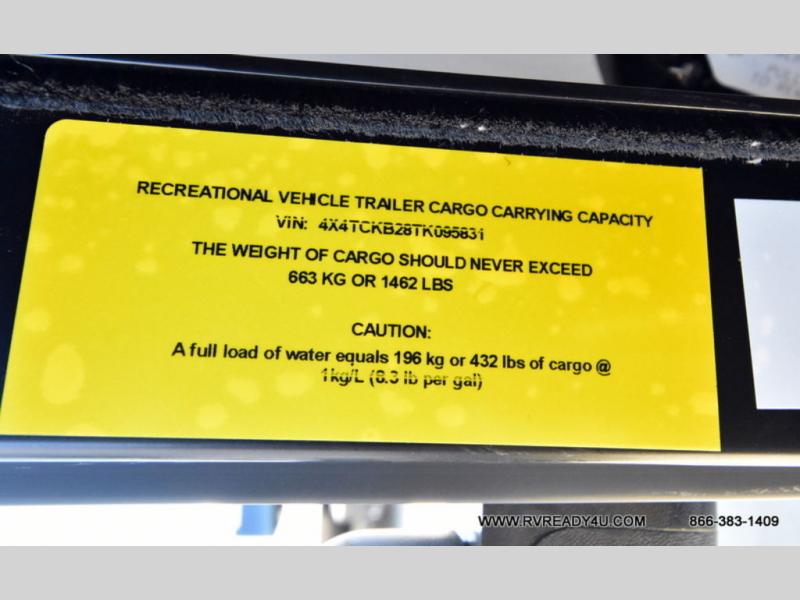 RECREATIONAL VEHICLE TRAILER CARGO CARRYING CAPACITY
VIN: 4X4TCKB28TK095831
THE WEIGHT OF CARGO SHOULD NEVER EXCEED
663 KG OR 1462 LBS
CAUTION:
A full load of water equals 196 kg or 432 lbs of cargo @
1kg/L (8.3 lb per gal)
WWW.RVREADY4U.COM 866-383-1409